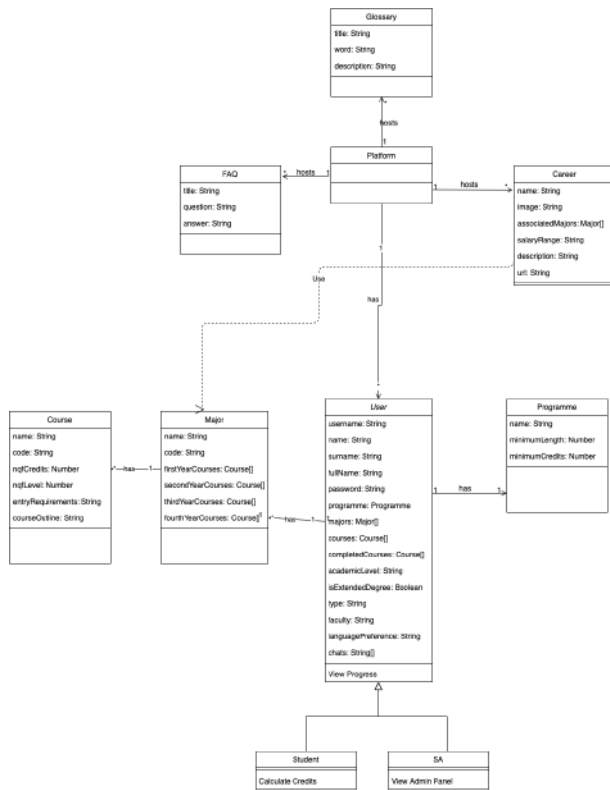 Glossary
title: String
word: String
description: String
*
hosts
1
Platform
FAQ
title: String
question: String
answer: String
* hosts 1
1 hosts *
Career
name: String
image: String
associatedMajors: Major[]
salaryRange: String
description: String
url: String
1
Use
has
*
Course
name: String
code: String
nqfCredits: Number
nqfLevel: Number
entryRequirements: String
courseOutline: String
* has 1
Major
name: String
code: String
firstYearCourses: Course[]
secondYearCourses: Course[]
thirdYearCourses: Course[]
fourthYearCourses: Course[]
* has 1
User
username: String
name: String
surname: String
fullName: String
password: String
programme: Programme
majors: Major[]
courses: Course[]
completedCourses: Course[]
academicLevel: String
isExtendedDegree: Boolean
type: String
faculty: String
languagePreference: String
chats: String[]
View Progress
1 has 1
Programme
name: String
minimumLength: Number
minimumCredits: Number
Student
Calculate Credits
SA
View Admin Panel